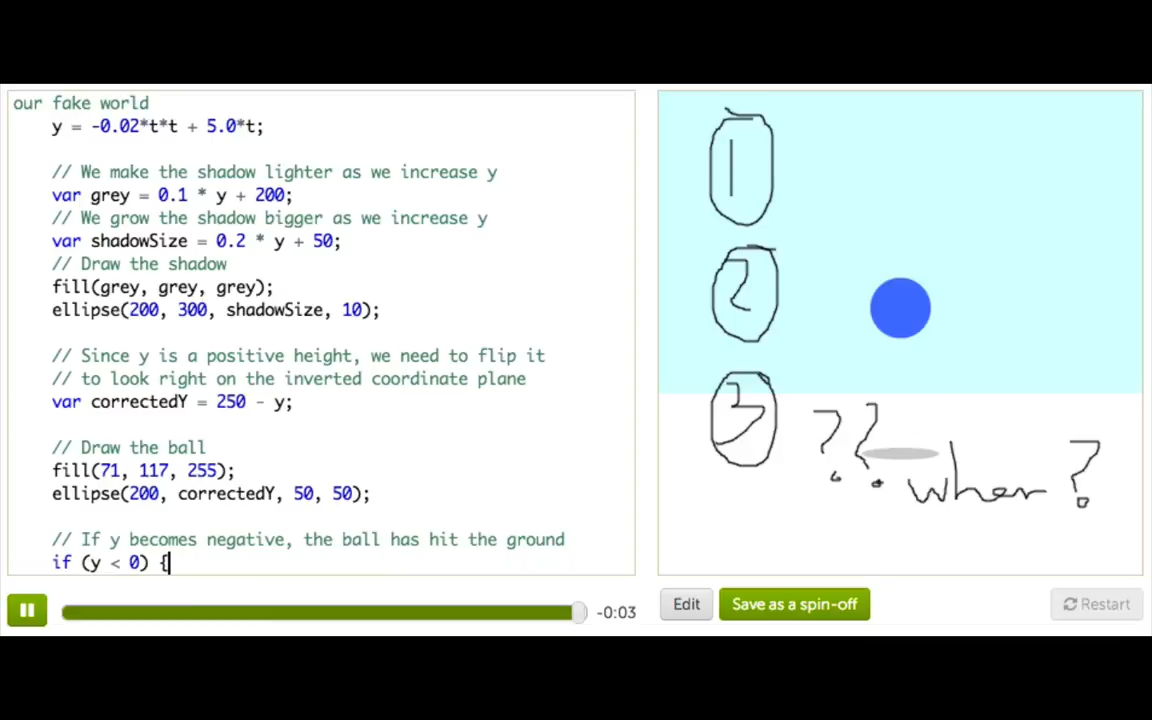 our fake world
y = -0.02*t*t + 5.0*t;
// We make the shadow lighter as we increase y
var grey = 0.1 * y + 200;
// We grow the shadow bigger as we increase y
var shadowSize = 0.2 * y + 50;
// Draw the shadow
fill(grey, grey, grey);
ellipse(200, 300, shadowSize, 10);
// Since y is a positive height, we need to flip it
// to look right on the inverted coordinate plane
var correctedY = 250 - y;
// Draw the ball
fill(71, 117, 255);
ellipse(200, correctedY, 50, 50);
// If y becomes negative, the ball has hit the ground
if (y < 0) {
-0:03
1
2
3 ?? when ?
Edit
Save as a spin-off
Restart